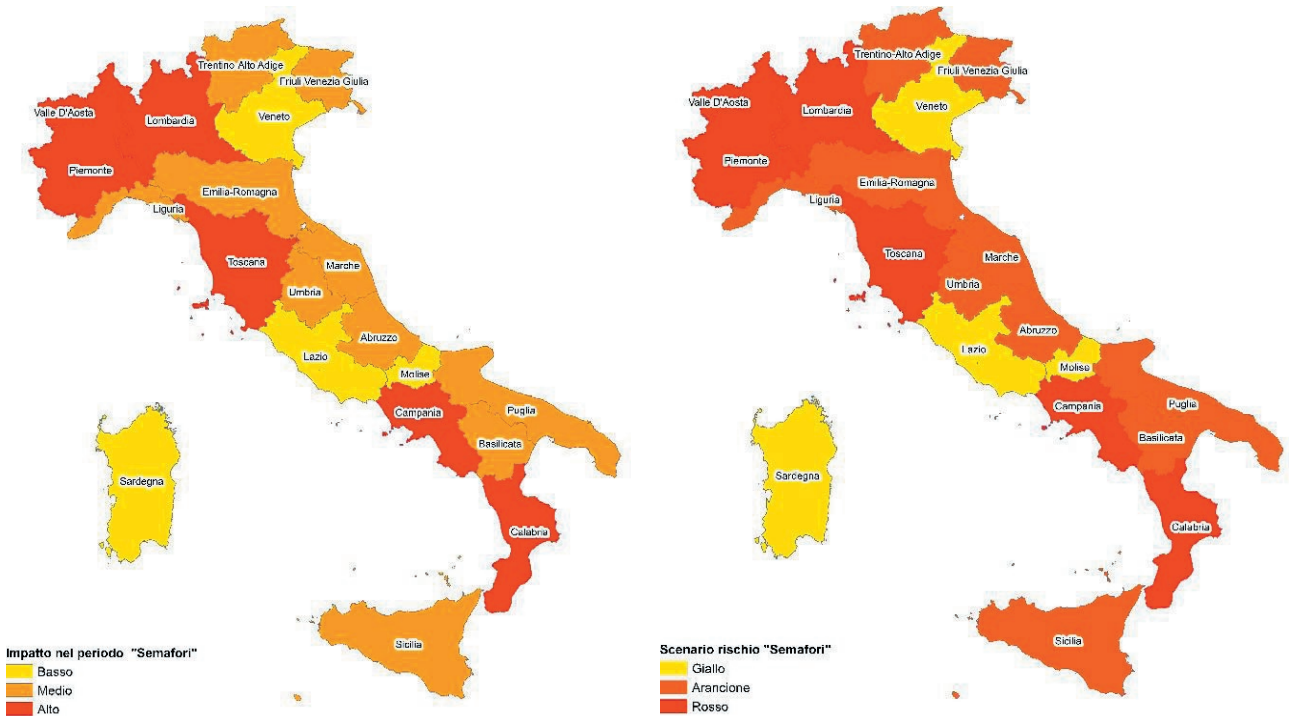 Trentino Alto Adige
Friuli Venezia Giulia
Valle D'Aosta
Lombardia
Veneto
Piemonte
Emilia-Romagna
Liguria
Toscana
Marche
Umbria
Abruzzo
Lazio
Molise
Campania
Puglia
Basilicata
Sardegna
Calabria
Sicilia
Impatto nel periodo "Semafori"
Basso
Medio
Alto
Trentino-Alto Adige
Friuli Venezia Giulia
Valle D'Aosta
Lombardia
Veneto
Piemonte
Emilia-Romagna
Liguria
Toscana
Marche
Umbria
Abruzzo
Lazio
Molise
Campania
Puglia
Basilicata
Sardegna
Calabria
Sicilia
Scenario rischio "Semafori"
Giallo
Arancione
Rosso